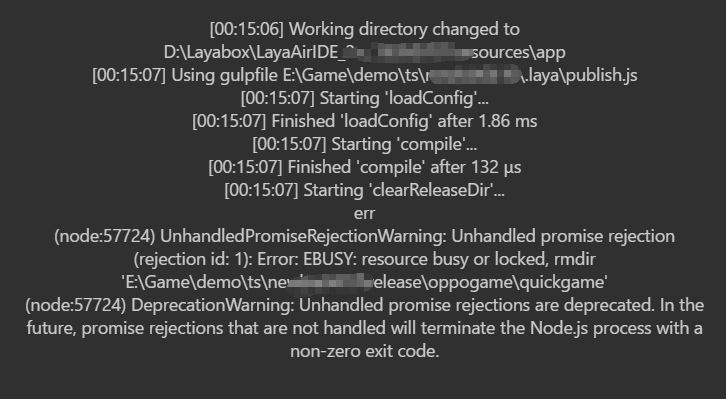 [00:15:06] Working directory changed to
D:\Layabox\LayaAirIDE_ sources\app
[00:15:07] Using gulpfile E:\Game\demo\ts\ \.laya\publish.js
[00:15:07] Starting 'loadConfig'...
[00:15:07] Finished 'loadConfig' after 1.86 ms
[00:15:07] Starting 'compile'...
[00:15:07] Finished 'compile' after 132 μs
[00:15:07] Starting 'clearReleaseDir'...
err
(node:57724) UnhandledPromiseRejectionWarning: Unhandled promise rejection
(rejection id: 1): Error: EBUSY: resource busy or locked, rmdir
'E:\Game\demo\ts\ne elease\oppogame\quickgame'
(node:57724) DeprecationWarning: Unhandled promise rejections are deprecated. In the
future, promise rejections that are not handled will terminate the Node.js process with a
non-zero exit code.